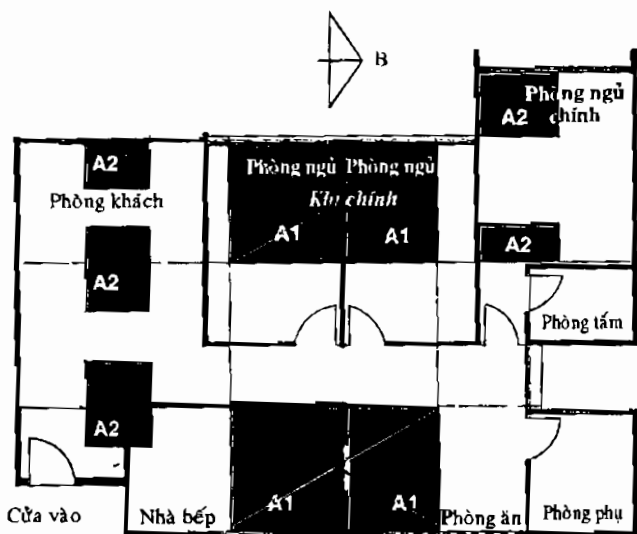 B
A2
Phòng ngủ
chính
A2
Phòng ngủ Phòng ngủ
Khi chính
Phòng khách
A1 A1
A2
A2
Phòng tắm
A2
A1 A1
Cửa vào Nhà bếp Phòng ăn Phòng phụ